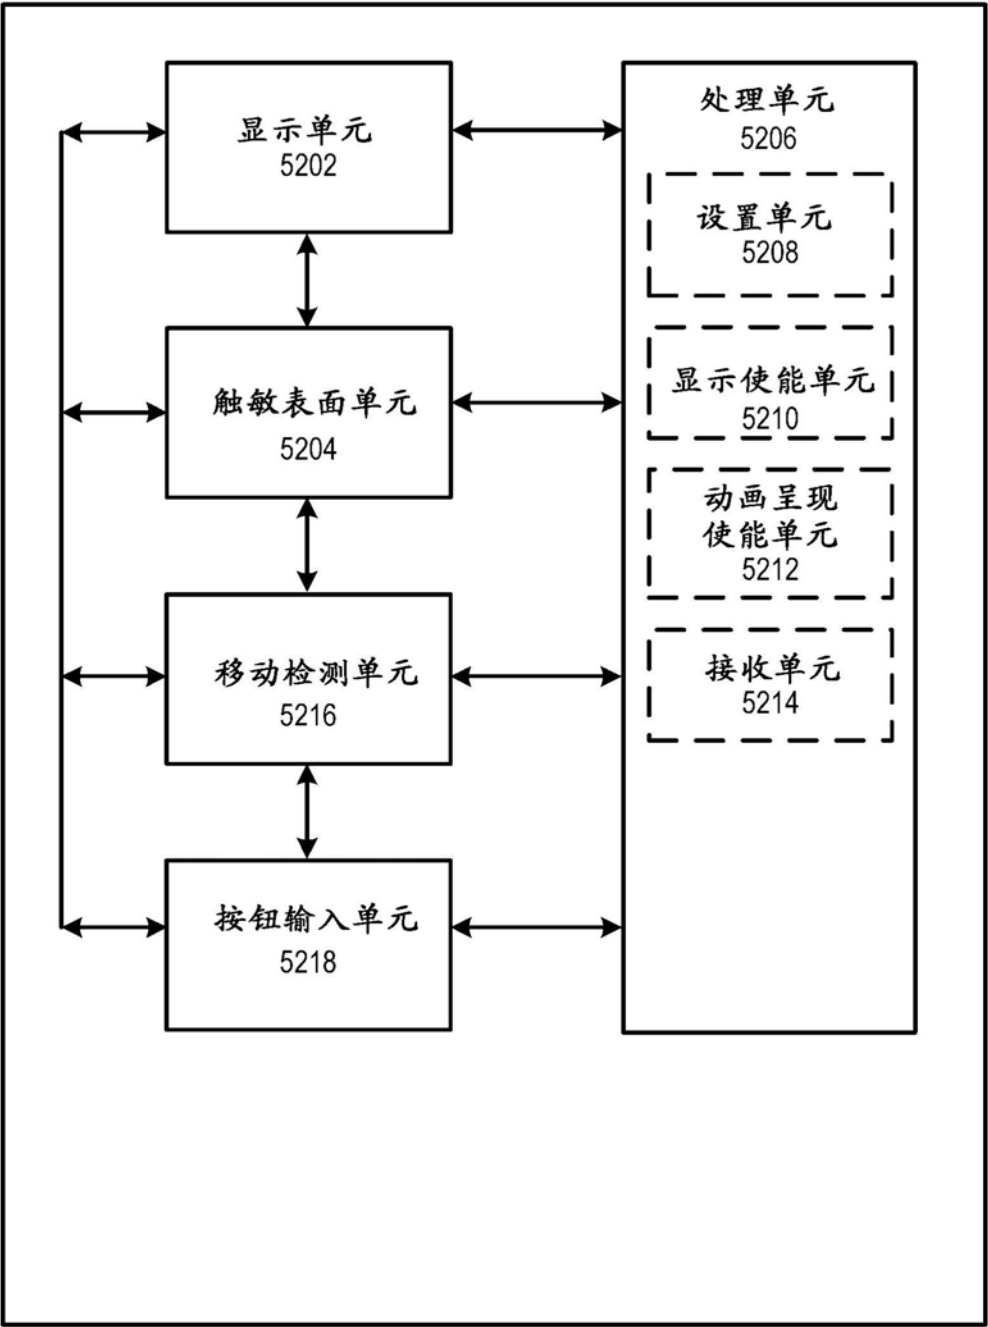 显示单元
5202
触敏表面单元
5204
移动检测单元
5216
按钮输入单元
5218
处理单元
5206
设置单元
5208
显示使能单元
5210
动画呈现
使能单元
5212
接收单元
5214